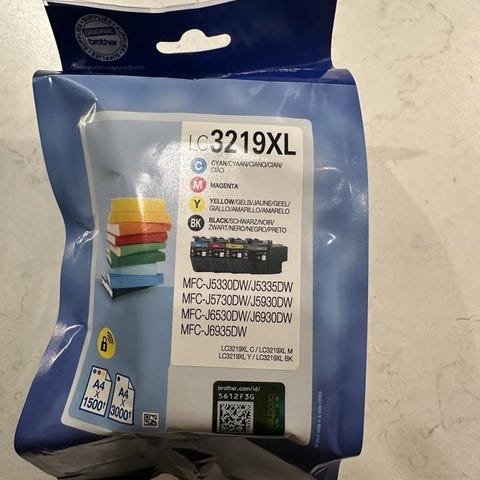 ORIGINAL
brother
LC3219XL
C CYAN/CYAAN/CIANO/CIAN/
CIÃO
M MAGENTA
Y YELLOW/GELB/JAUNE/GEEL/
GIALLO/AMARILLO/AMARELO
BK BLACK/SCHWARZ/NOIR/
ZWART/NERO/NEGRO/PRETO
MFC-J5330DW/J5335DW
MFC-J5730DW/J5930DW
MFC-J6530DW/J6930DW
MFC-J6935DW
LC3219XL C / LC3219XL M
LC3219XL Y / LC3219XL BK
A4
X
1500†
A4
X
3000†
brother.com/id/
5612F3G